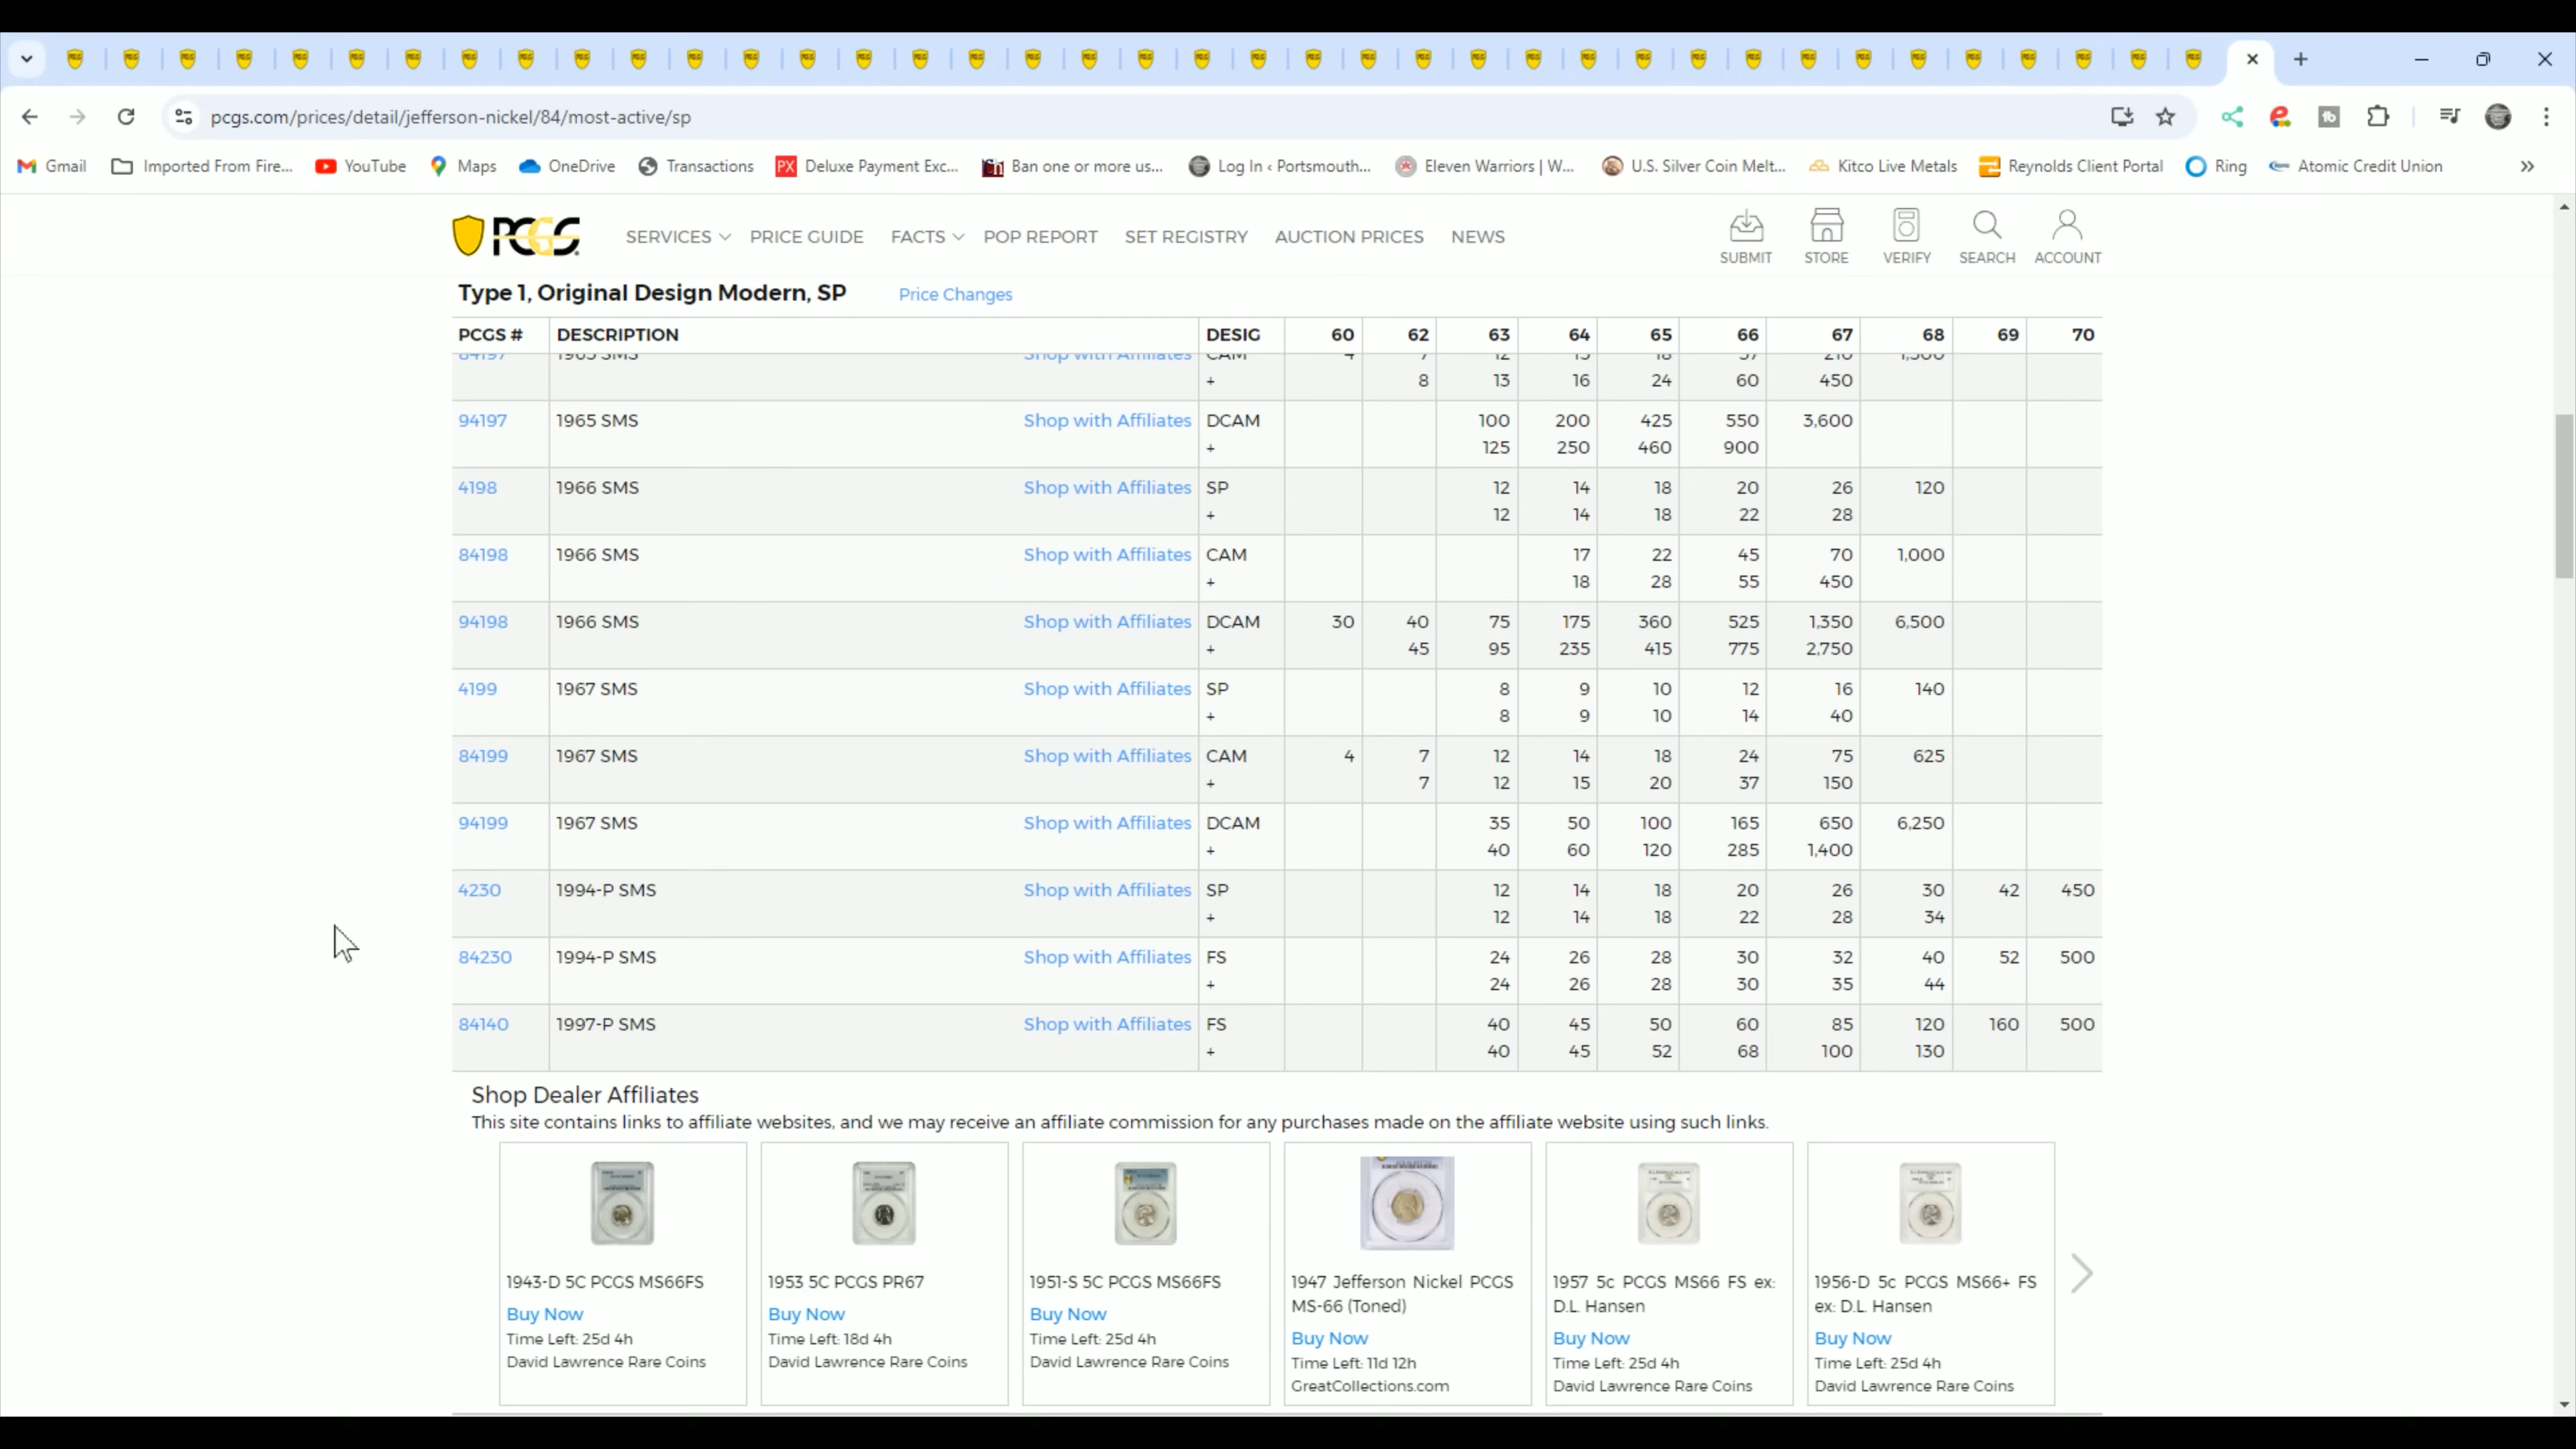 pcgs.com/prices/detail/jefferson-nickel/84/most-active/sp
Gmail Imported From Fire... YouTube Maps OneDrive Transactions Deluxe Payment Exc... Ban one or more us... Log In ‹ Portsmouth... Eleven Warriors | W... U.S. Silver Coin Melt... Kitco Live Metals Reynolds Client Portal Ring Atomic Credit Union »
PCGS SERVICES PRICE GUIDE FACTS POP REPORT SET REGISTRY AUCTION PRICES NEWS SUBMIT STORE VERIFY SEARCH ACCOUNT
Type 1, Original Design Modern, SP Price Changes
PCGS # DESCRIPTION DESIG 60 62 63 64 65 66 67 68 69 70
84197 1965 SMS Shop with Affiliates CAM 4 7 12 15 18 37 210 1,500
+ 8 13 16 24 60 450
94197 1965 SMS Shop with Affiliates DCAM 100 200 425 550 3,600
+ 125 250 460 900
4198 1966 SMS Shop with Affiliates SP 12 14 18 20 26 120
+ 12 14 18 22 28
84198 1966 SMS Shop with Affiliates CAM 17 22 45 70 1,000
+ 18 28 55 450
94198 1966 SMS Shop with Affiliates DCAM 30 40 75 175 360 525 1,350 6,500
+ 45 95 235 415 775 2,750
4199 1967 SMS Shop with Affiliates SP 8 9 10 12 16 140
+ 8 9 10 14 40
84199 1967 SMS Shop with Affiliates CAM 4 7 12 14 18 24 75 625
+ 7 12 15 20 37 150
94199 1967 SMS Shop with Affiliates DCAM 35 50 100 165 650 6,250
+ 40 60 120 285 1,400
4230 1994-P SMS Shop with Affiliates SP 12 14 18 20 26 30 42 450
+ 12 14 18 22 28 34
84230 1994-P SMS Shop with Affiliates FS 24 26 28 30 32 40 52 500
+ 24 26 28 30 35 44
84140 1997-P SMS Shop with Affiliates FS 40 45 50 60 85 120 160 500
+ 40 45 52 68 100 130
Shop Dealer Affiliates
This site contains links to affiliate websites, and we may receive an affiliate commission for any purchases made on the affiliate website using such links.
1943-D 5C PCGS MS66FS
Buy Now
Time Left: 25d 4h
David Lawrence Rare Coins
1953 5C PCGS PR67
Buy Now
Time Left: 18d 4h
David Lawrence Rare Coins
1951-S 5C PCGS MS66FS
Buy Now
Time Left: 25d 4h
David Lawrence Rare Coins
1947 Jefferson Nickel PCGS
MS-66 (Toned)
Buy Now
Time Left: 11d 12h
GreatCollections.com
1957 5c PCGS MS66 FS ex:
D.L. Hansen
Buy Now
Time Left: 25d 4h
David Lawrence Rare Coins
1956-D 5c PCGS MS66+ FS
ex: D.L. Hansen
Buy Now
Time Left: 25d 4h
David Lawrence Rare Coins